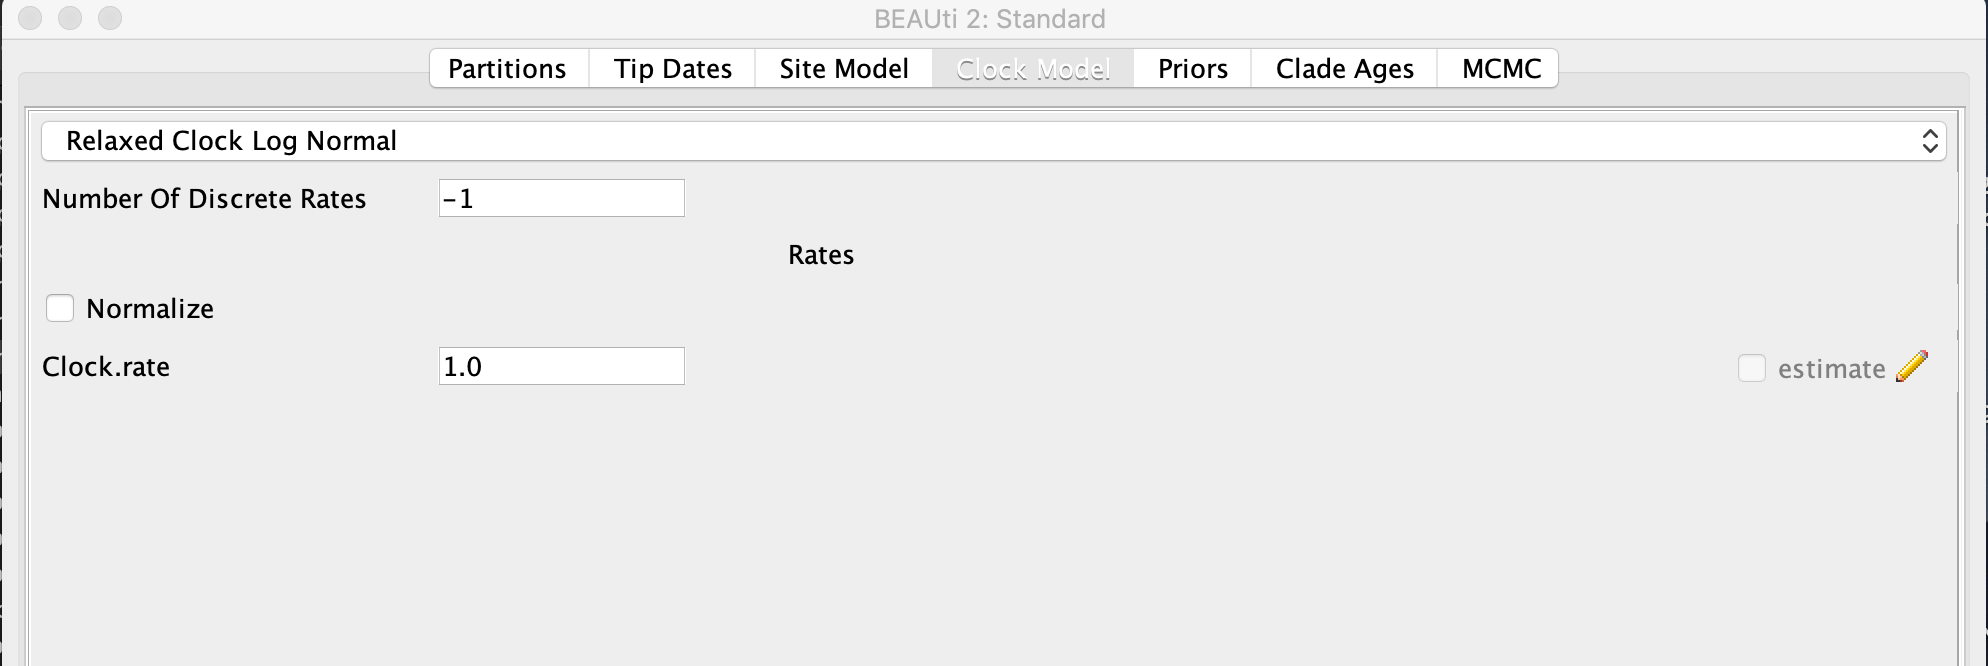 BEAUti 2: Standard
Partitions Tip Dates Site Model Clock Model Priors Clade Ages MCMC
Relaxed Clock Log Normal
Number Of Discrete Rates -1
Rates
Normalize
Clock.rate 1.0 estimate